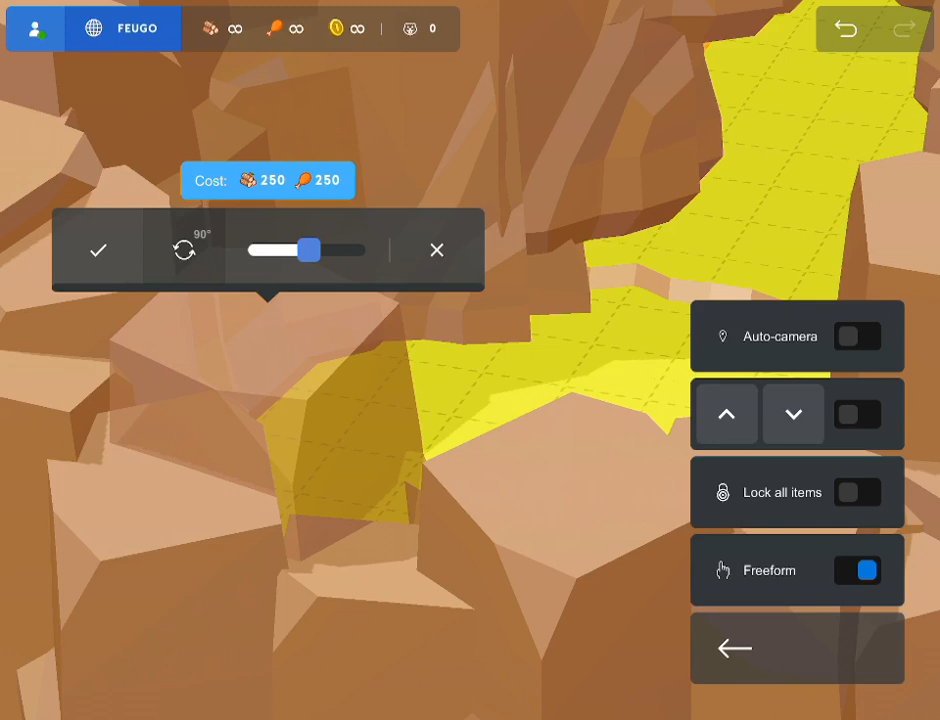 FEUGO ∞ ∞ ∞ 0
Cost: 250 250
90°
Auto-camera
Lock all items
Freeform